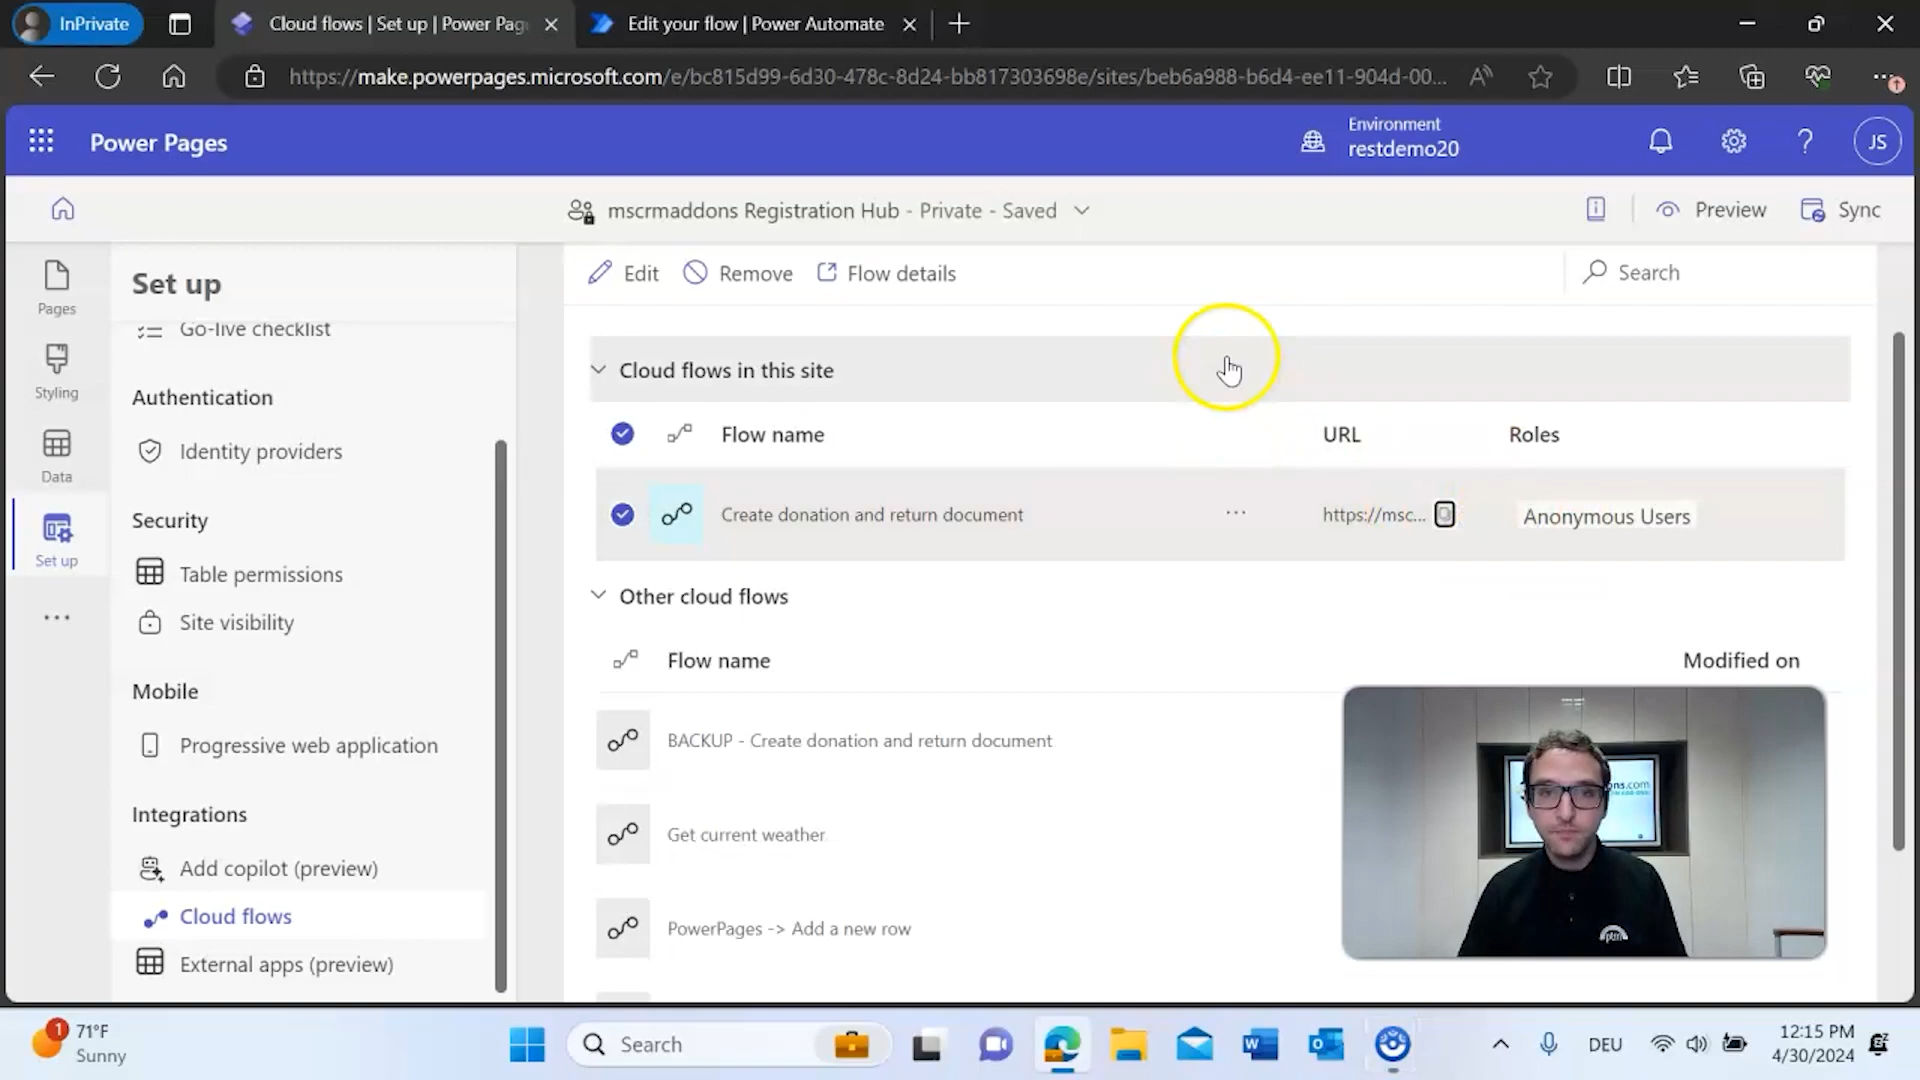 InPrivate
Cloud flows | Set up | Power Pag
Edit your flow | Power Automate
https://make.powerpages.microsoft.com/e/bc815d99-6d30-478c-8d24-bb817303698e/sites/beb6a988-b6d4-ee11-904d-00...
Power Pages
Environment
restdemo20
JS
mscrmaddons Registration Hub - Private - Saved
Preview
Sync
Pages
Styling
Data
Set up
Set up
Go-live checklist
Authentication
Identity providers
Security
Table permissions
Site visibility
Mobile
Progressive web application
Integrations
Add copilot (preview)
Cloud flows
External apps (preview)
Edit
Remove
Flow details
Search
Cloud flows in this site
Flow name
URL
Roles
Create donation and return document
...
https://msc...
Anonymous Users
Other cloud flows
Flow name
Modified on
BACKUP - Create donation and return document
Get current weather
PowerPages -> Add a new row
ons.com
ptm
1
71°F
Sunny
Search
DEU
12:15 PM
4/30/2024